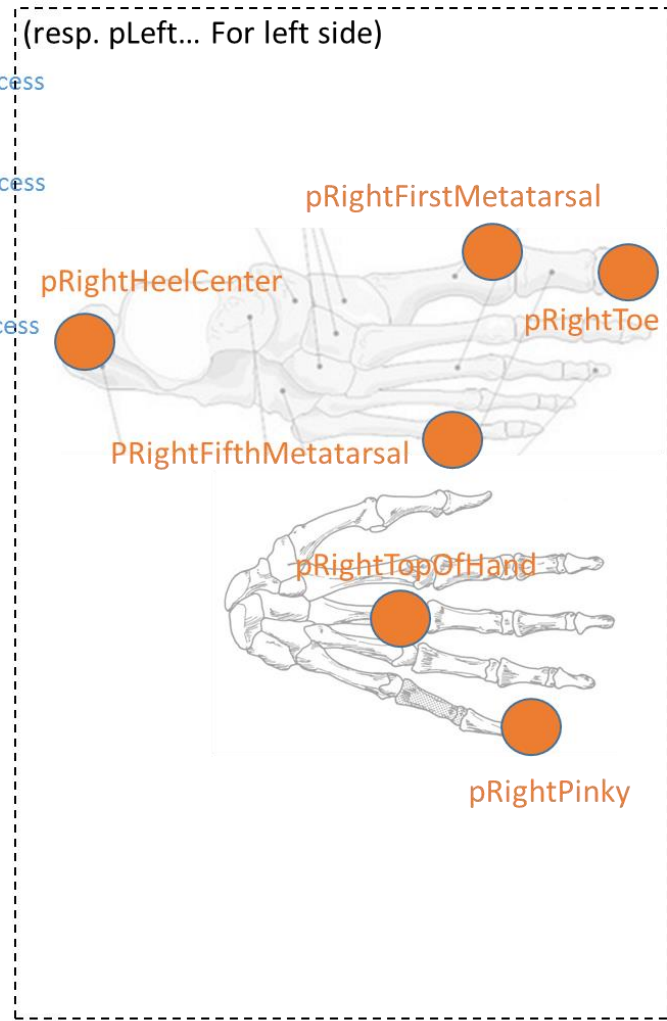 (resp. pLeft... For left side)
cess
cess
pRightFirstMetatarsal
pRightHeelCenter
pRightToe
cess
PRightFifthMetatarsal
pRightTopOfHand
pRightPinky